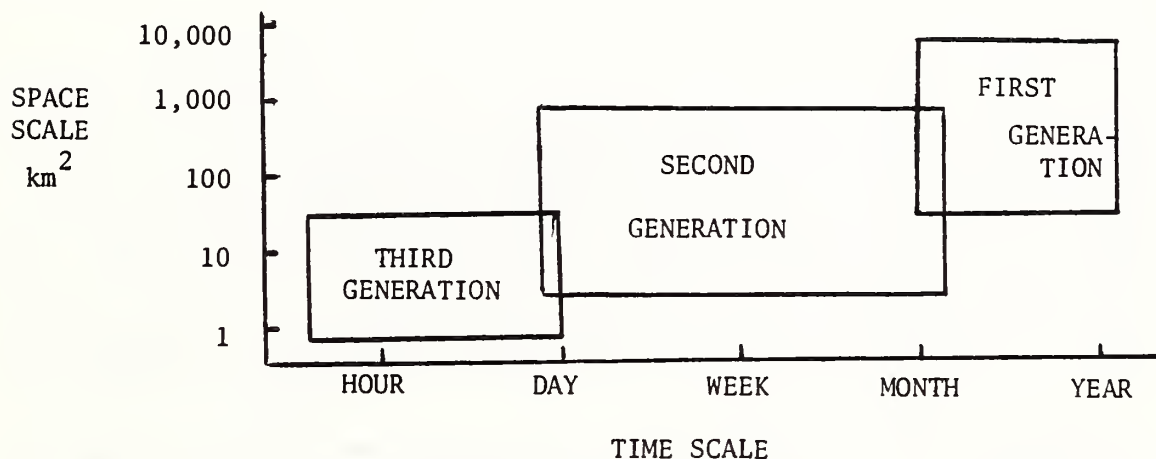 SPACE
SCALE
km²
10,000
1,000
100
10
1
FIRST
GENERA-
TION
SECOND
GENERATION
THIRD
GENERATION
HOUR DAY WEEK MONTH YEAR
TIME SCALE